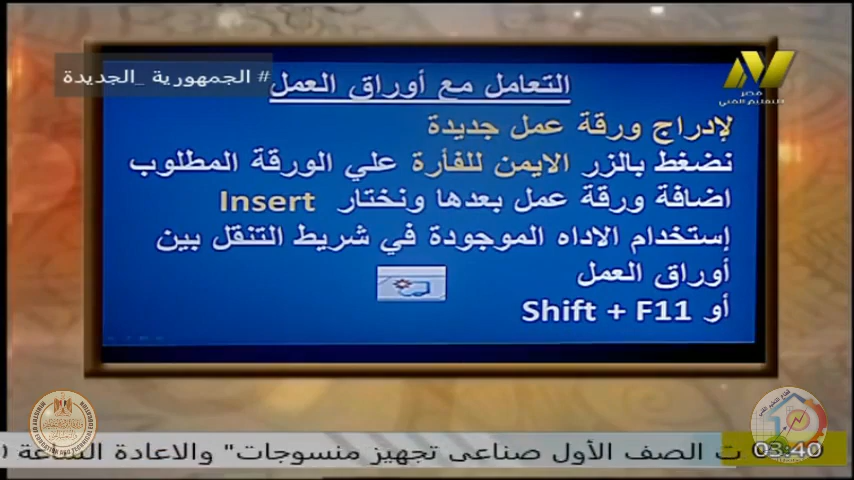 # الجمهورية _الجديدة
مصر
للتعليم الفني
التعامل مع أوراق العمل
لإدراج ورقة عمل جديدة
نضغط بالزر الايمن للفأرة علي الورقة المطلوب
اضافة ورقة عمل بعدها ونختار Insert
إستخدام الاداه الموجودة في شريط التنقل بين
أوراق العمل
أو Shift + F11
ت الصف الأول صناعى تجهيز منسوجات" والاعادة الساعة
03:40